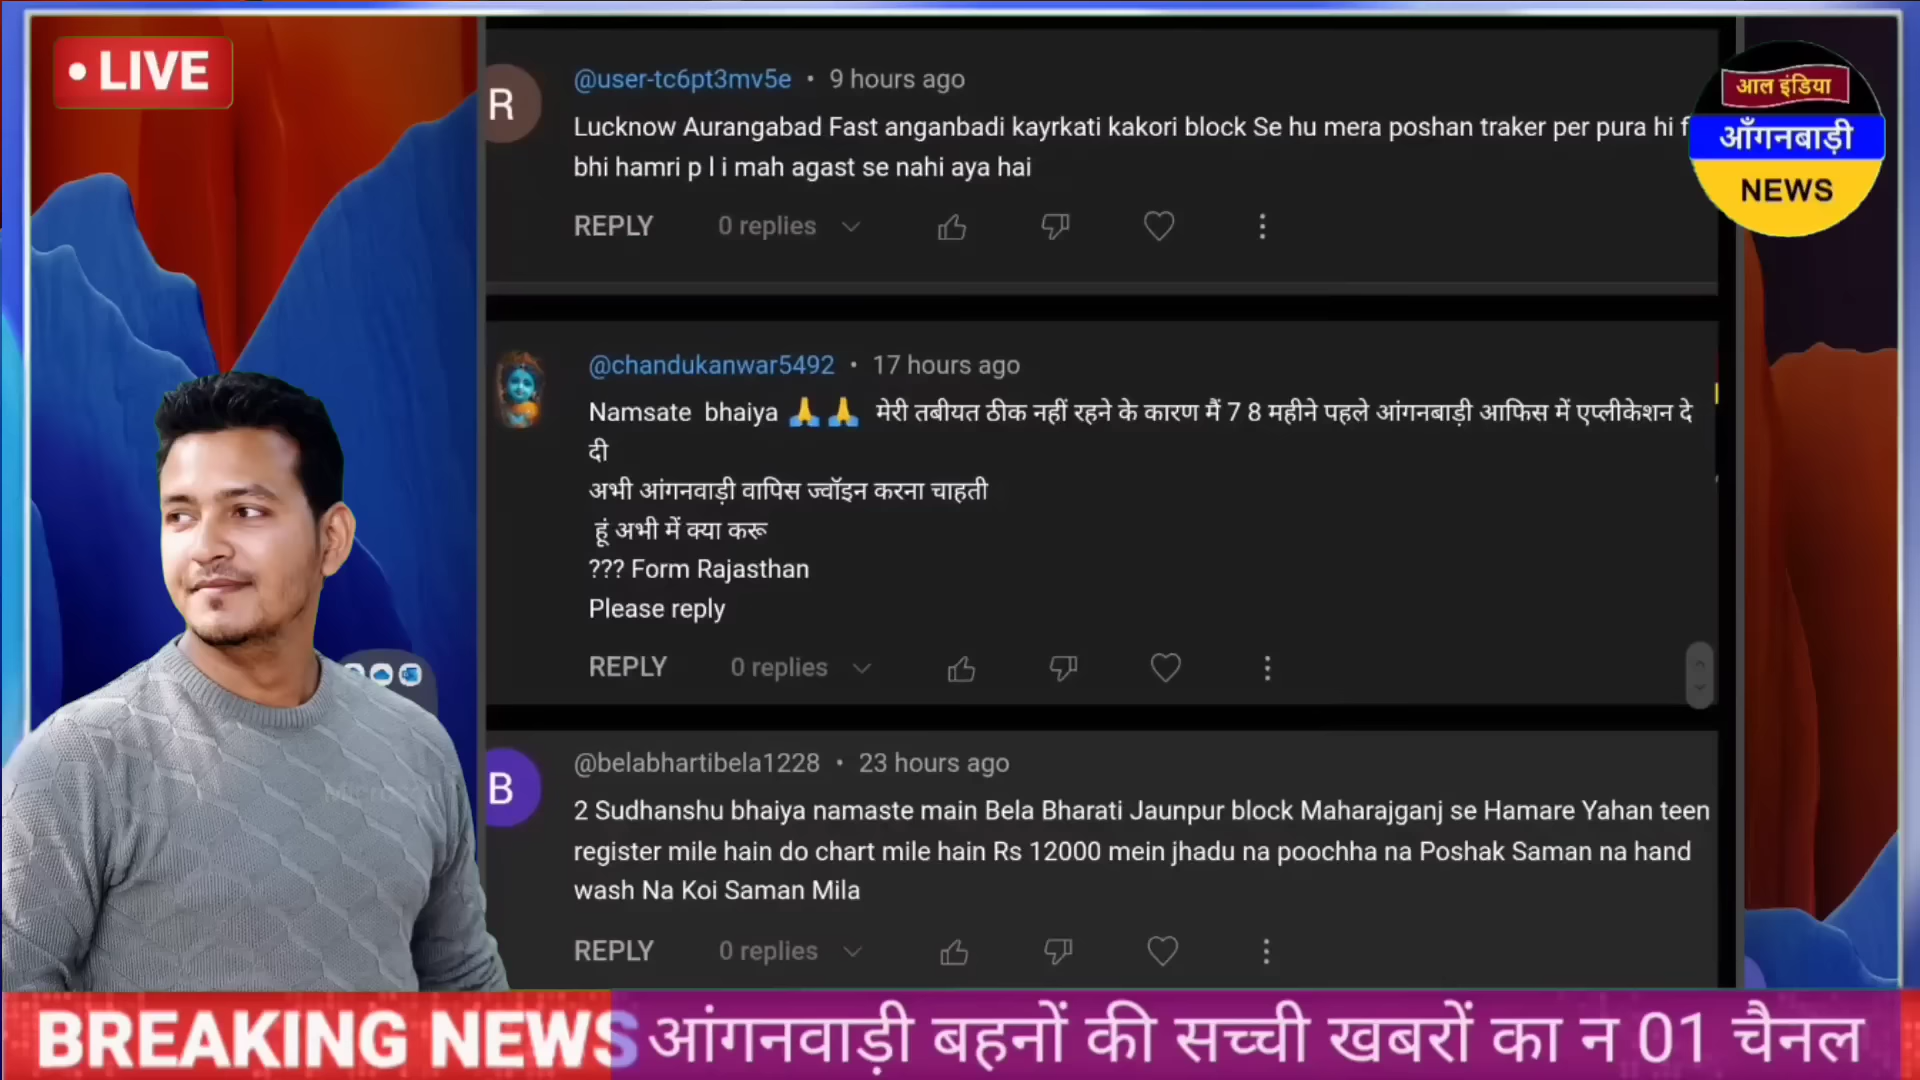 • LIVE
आल इंडिया
आँगनबाड़ी
NEWS
R
@user-tc6pt3mv5e • 9 hours ago
Lucknow Aurangabad Fast anganbadi kayrkati kakori block Se hu mera poshan traker per pura hi f
bhi hamri p l i mah agast se nahi aya hai
REPLY 0 replies
@chandukanwar5492 • 17 hours ago
Namsate bhaiya 🙏🙏 मेरी तबीयत ठीक नहीं रहने के कारण मैं 7 8 महीने पहले आंगनबाड़ी आफिस में एप्लीकेशन दे
दी
अभी आंगनवाड़ी वापिस ज्वॉइन करना चाहती
हूं अभी में क्या करू
??? Form Rajasthan
Please reply
REPLY 0 replies
B
@belabhartibela1228 • 23 hours ago
2 Sudhanshu bhaiya namaste main Bela Bharati Jaunpur block Maharajganj se Hamare Yahan teen
register mile hain do chart mile hain Rs 12000 mein jhadu na poochha na Poshak Saman na hand
wash Na Koi Saman Mila
REPLY 0 replies
BREAKING NEWS आंगनवाड़ी बहनों की सच्ची खबरों का न 01 चैनल